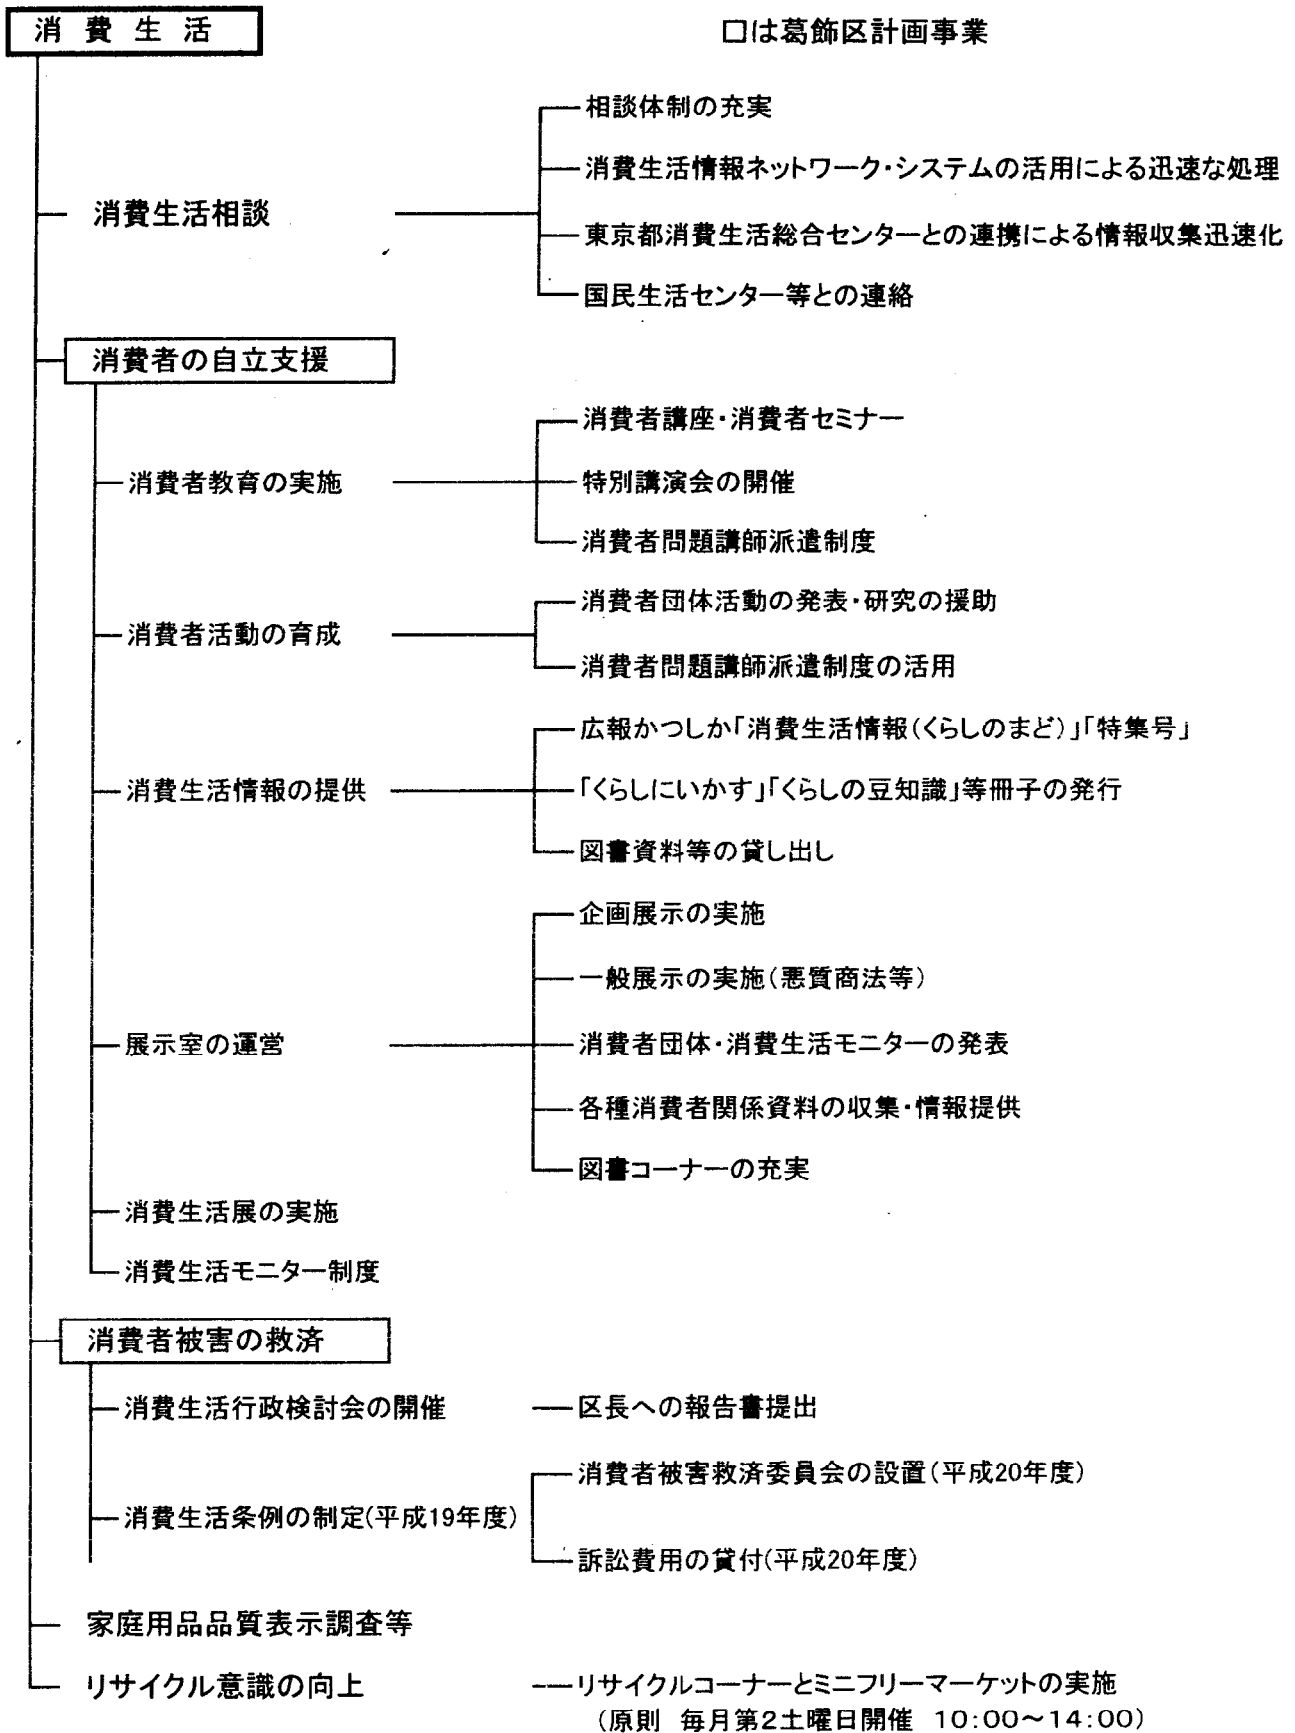 消費生活
□は葛飾区計画事業
消費生活相談
相談体制の充実
消費生活情報ネットワーク・システムの活用による迅速な処理
東京都消費生活総合センターとの連携による情報収集迅速化
国民生活センター等との連絡
消費者の自立支援
消費者教育の実施
消費者講座・消費者セミナー
特別講演会の開催
消費者問題講師派遣制度
消費者活動の育成
消費者団体活動の発表・研究の援助
消費者問題講師派遣制度の活用
消費生活情報の提供
広報かつしか「消費生活情報(くらしのまど)」「特集号」
「くらしにいかす」「くらしの豆知識」等冊子の発行
図書資料等の貸し出し
展示室の運営
企画展示の実施
一般展示の実施(悪質商法等)
消費者団体・消費生活モニターの発表
各種消費者関係資料の収集・情報提供
図書コーナーの充実
消費生活展の実施
消費生活モニター制度
消費者被害の救済
消費生活行政検討会の開催
区長への報告書提出
消費生活条例の制定(平成19年度)
消費者被害救済委員会の設置(平成20年度)
訴訟費用の貸付(平成20年度)
家庭用品品質表示調査等
リサイクル意識の向上
リサイクルコーナーとミニフリーマーケットの実施
(原則 毎月第2土曜日開催 10:00～14:00)